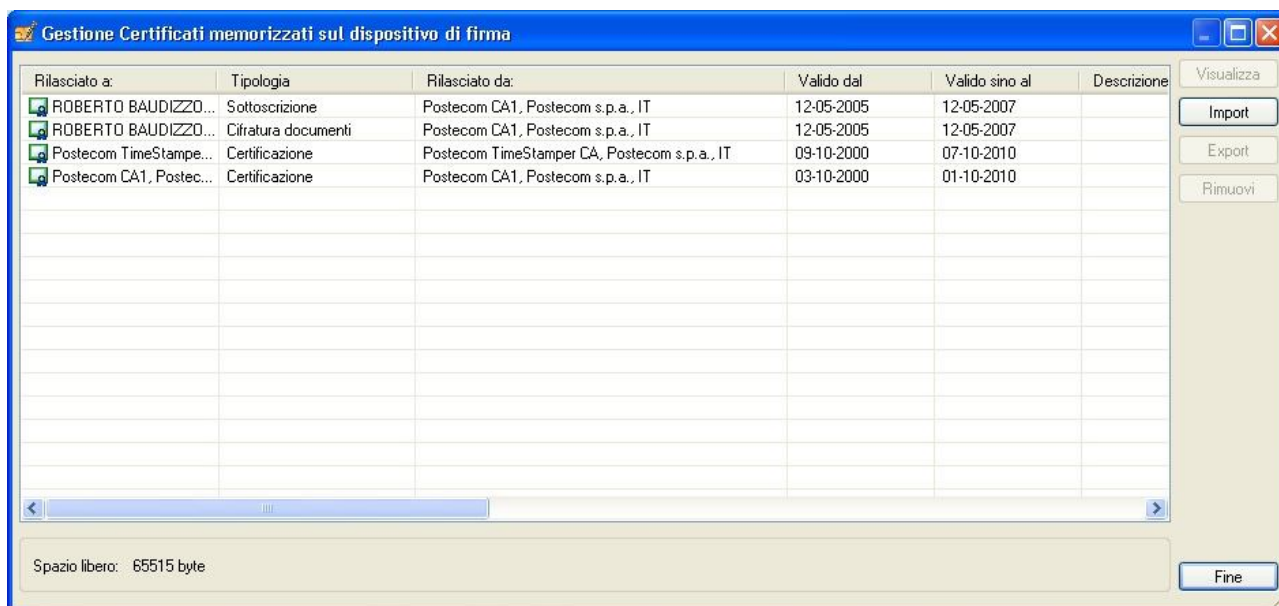 Gestione Certificati memorizzati sul dispositivo di firma
Rilasciato a: Tipologia Rilasciato da: Valido dal Valido sino al Descrizione
ROBERTO BAUDIZZO... Sottoscrizione Postecom CA1, Postecom s.p.a., IT 12-05-2005 12-05-2007
ROBERTO BAUDIZZO... Cifratura documenti Postecom CA1, Postecom s.p.a., IT 12-05-2005 12-05-2007
Postecom TimeStampe... Certificazione Postecom TimeStamper CA, Postecom s.p.a., IT 09-10-2000 07-10-2010
Postecom CA1, Postec... Certificazione Postecom CA1, Postecom s.p.a., IT 03-10-2000 01-10-2010
Visualizza
Import
Export
Rimuovi
Spazio libero: 65515 byte
Fine